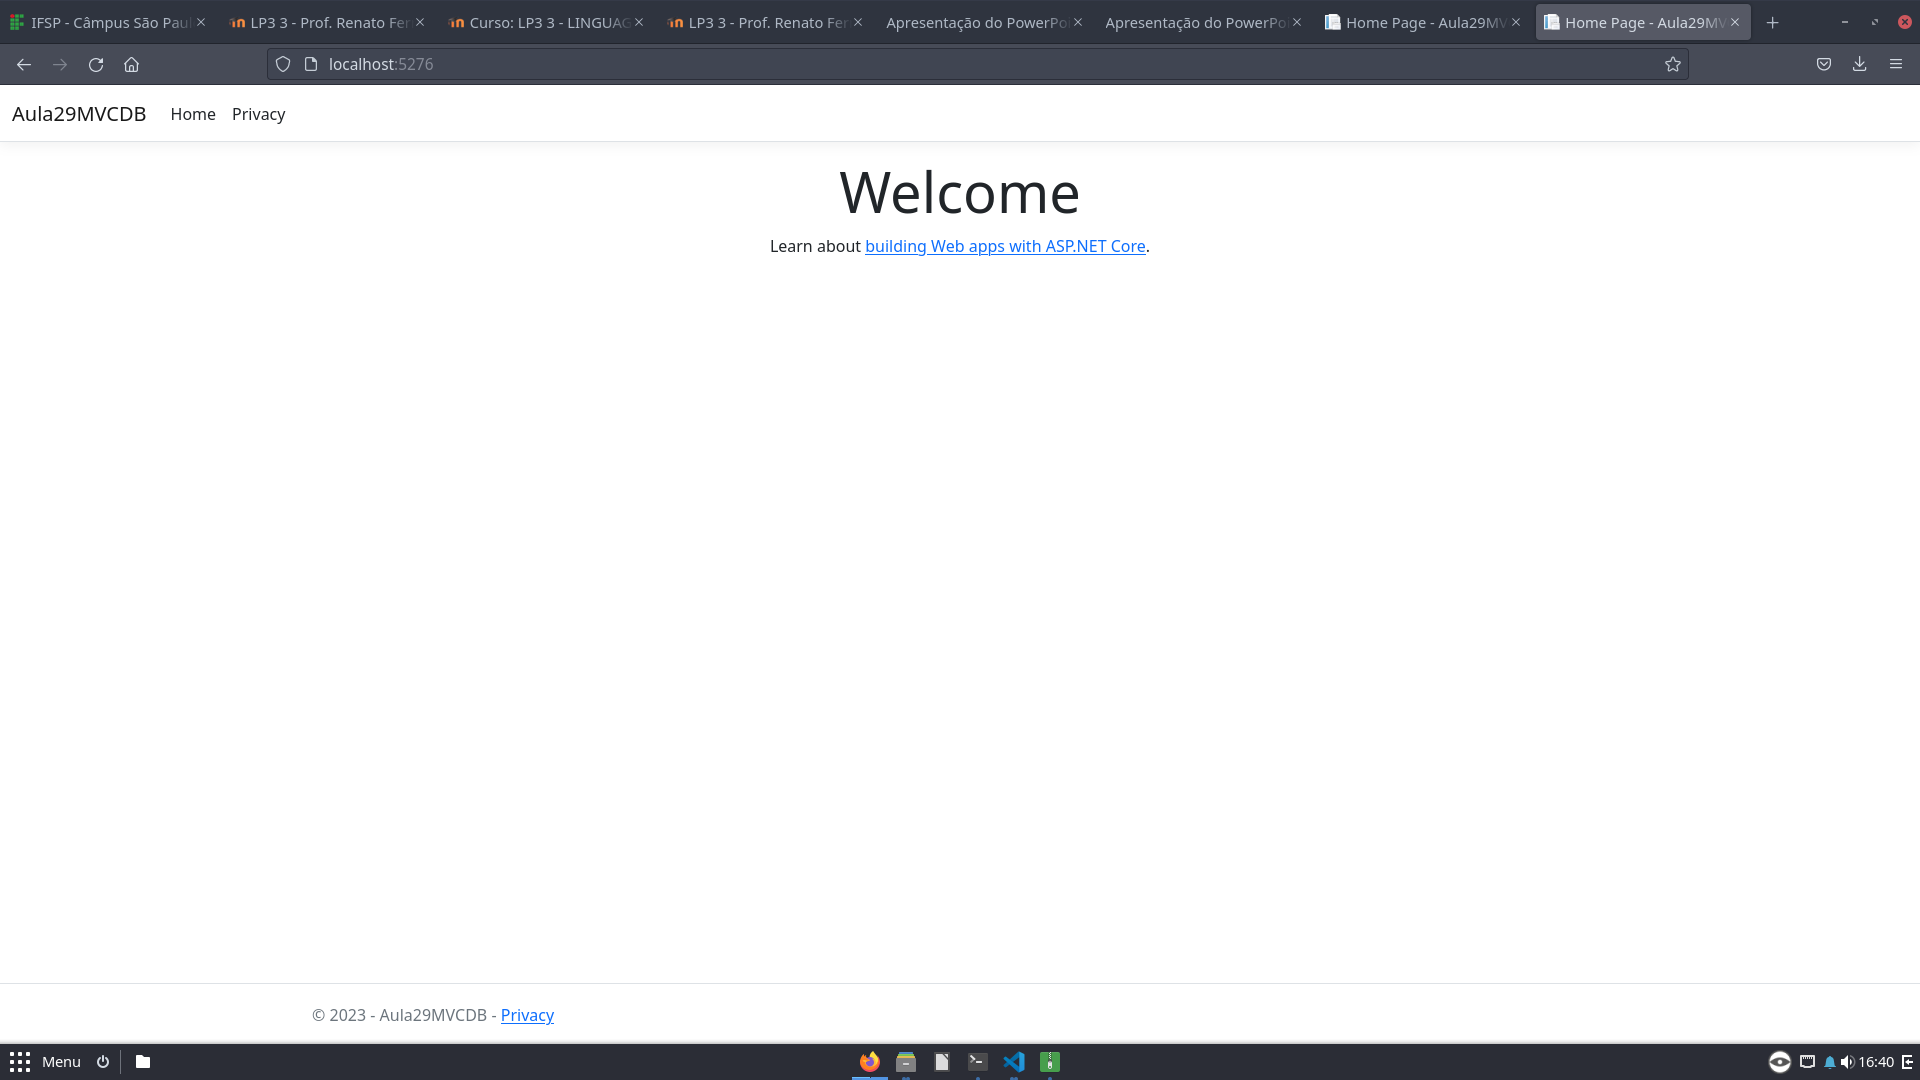 IFSP - Câmpus São Paul
LP3 3 - Prof. Renato Fer
Curso: LP3 3 - LINGUAG
LP3 3 - Prof. Renato Fer
Apresentação do PowerPoi
Apresentação do PowerPoi
Home Page - Aula29MV
Home Page - Aula29MV
localhost:5276
Aula29MVCDB Home Privacy
Welcome
Learn about building Web apps with ASP.NET Core.
© 2023 - Aula29MVCDB - Privacy
Menu
16:40